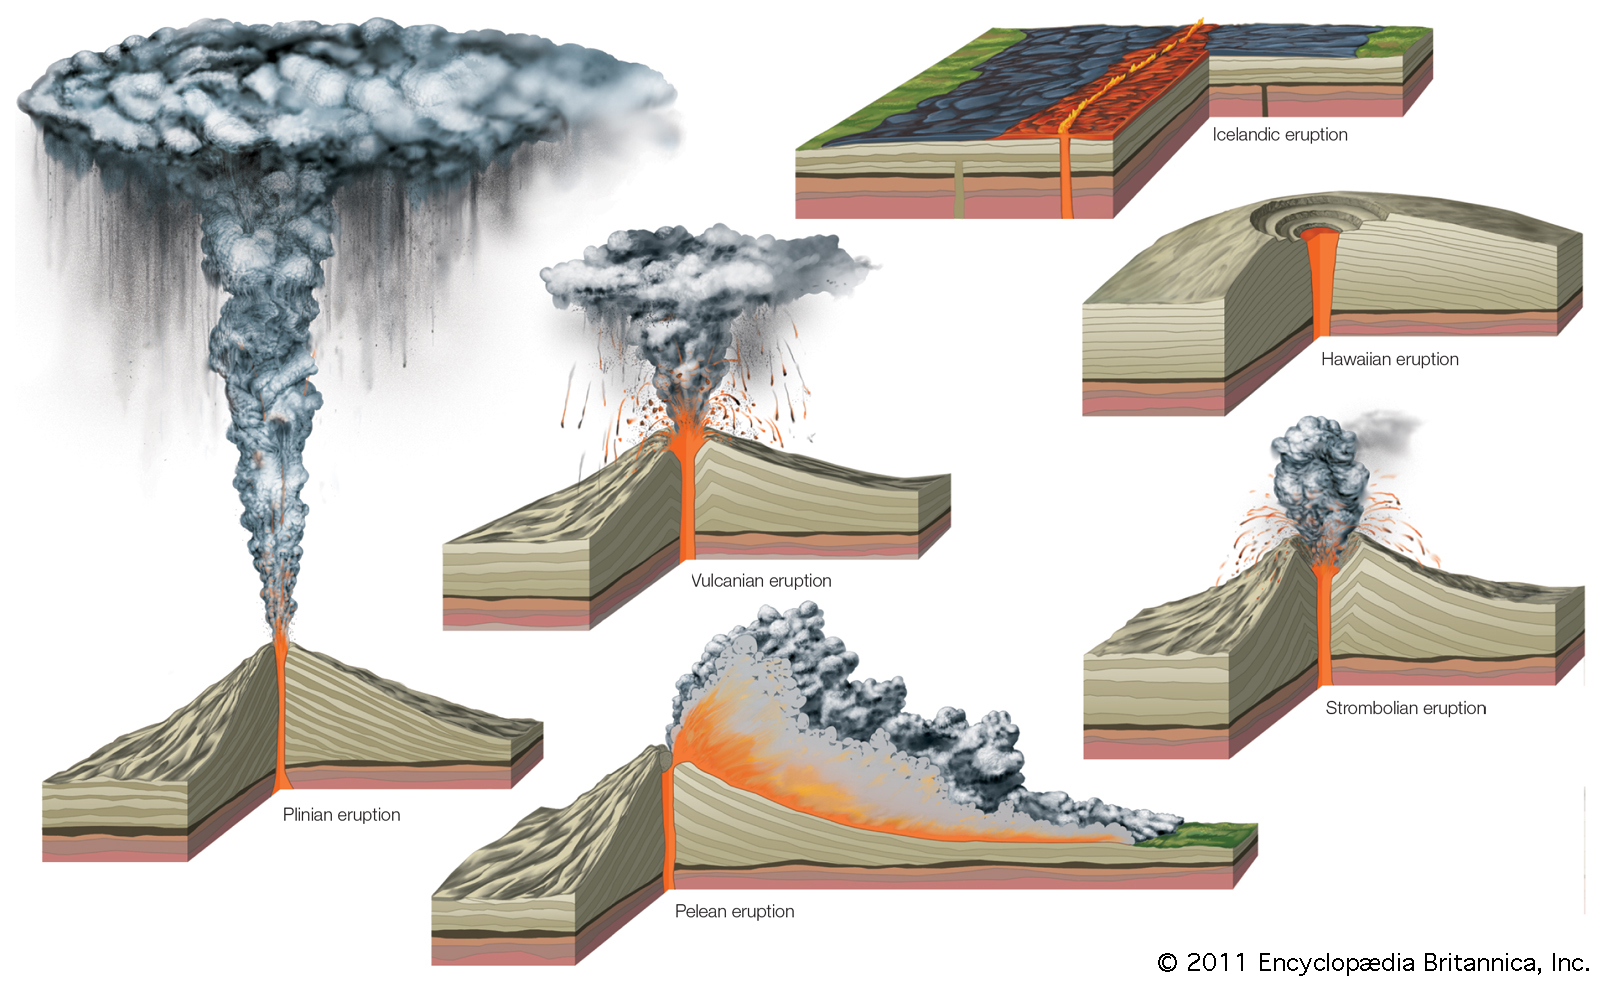 Icelandic eruption
Hawaiian eruption
Vulcanian eruption
Strombolian eruption
Plinian eruption
Pelean eruption
© 2011 Encyclopædia Britannica, Inc.